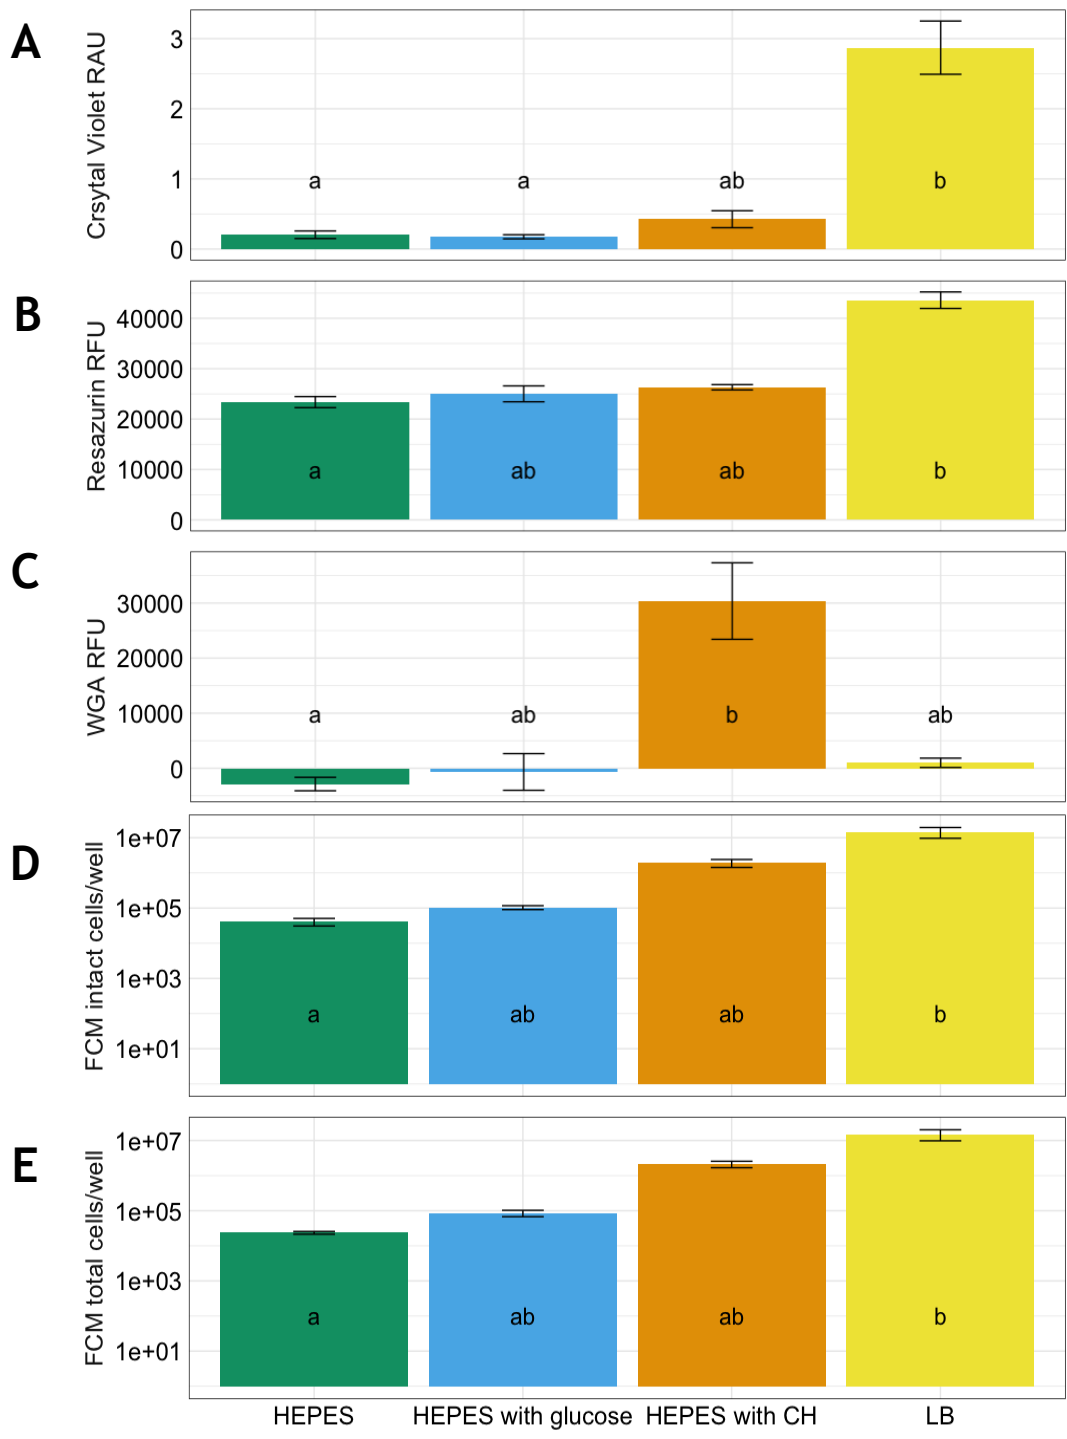 A
Crsytal Violet RAU
3
2
1
0
a a ab b
B
Resazurin RFU
40000
30000
20000
10000
0
a ab ab b
C
WGA RFU
30000
20000
10000
0
a ab b ab
D
FCM intact cells/well
1e+07
1e+05
1e+03
1e+01
a ab ab b
E
FCM total cells/well
1e+07
1e+05
1e+03
1e+01
a ab ab b
HEPES HEPES with glucose HEPES with CH LB